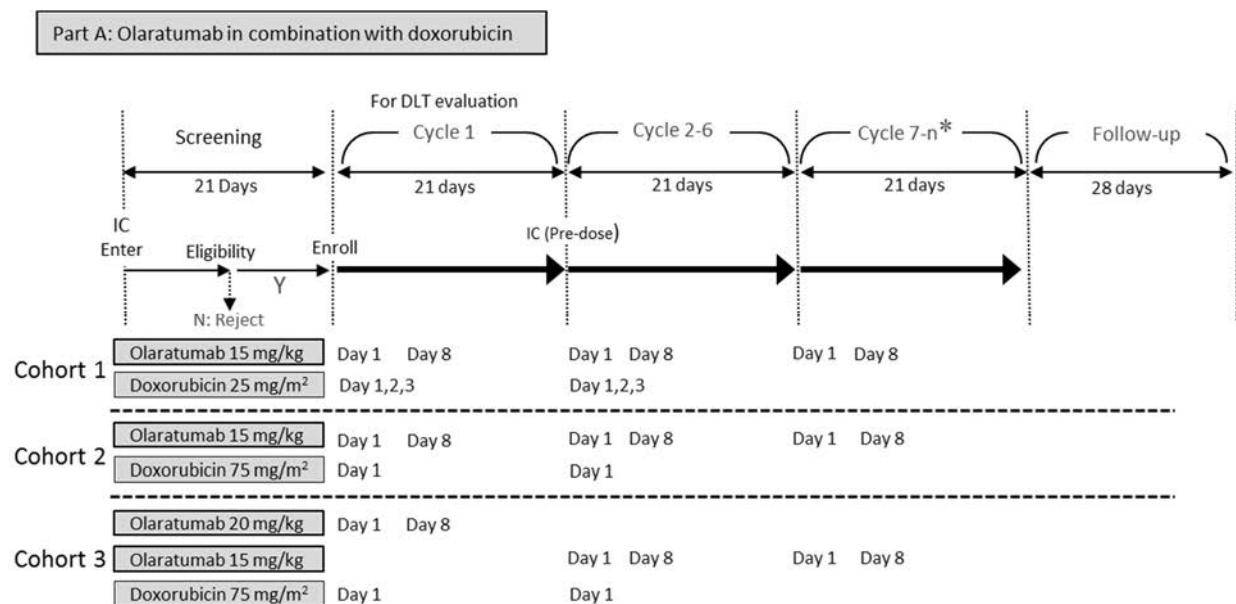 Part A: Olaratumab in combination with doxorubicin
For DLT evaluation
Screening Cycle 1 Cycle 2-6 Cycle 7-n* Follow-up
21 Days 21 days 21 days 21 days 28 days
IC
Enter Eligibility Enroll IC (Pre-dose)
Y
N: Reject
Cohort 1
Olaratumab 15 mg/kg Day 1 Day 8 Day 1 Day 8 Day 1 Day 8
Doxorubicin 25 mg/m² Day 1,2,3 Day 1,2,3
Cohort 2
Olaratumab 15 mg/kg Day 1 Day 8 Day 1 Day 8 Day 1 Day 8
Doxorubicin 75 mg/m² Day 1 Day 1
Cohort 3
Olaratumab 20 mg/kg Day 1 Day 8
Olaratumab 15 mg/kg Day 1 Day 8 Day 1 Day 8
Doxorubicin 75 mg/m² Day 1 Day 1